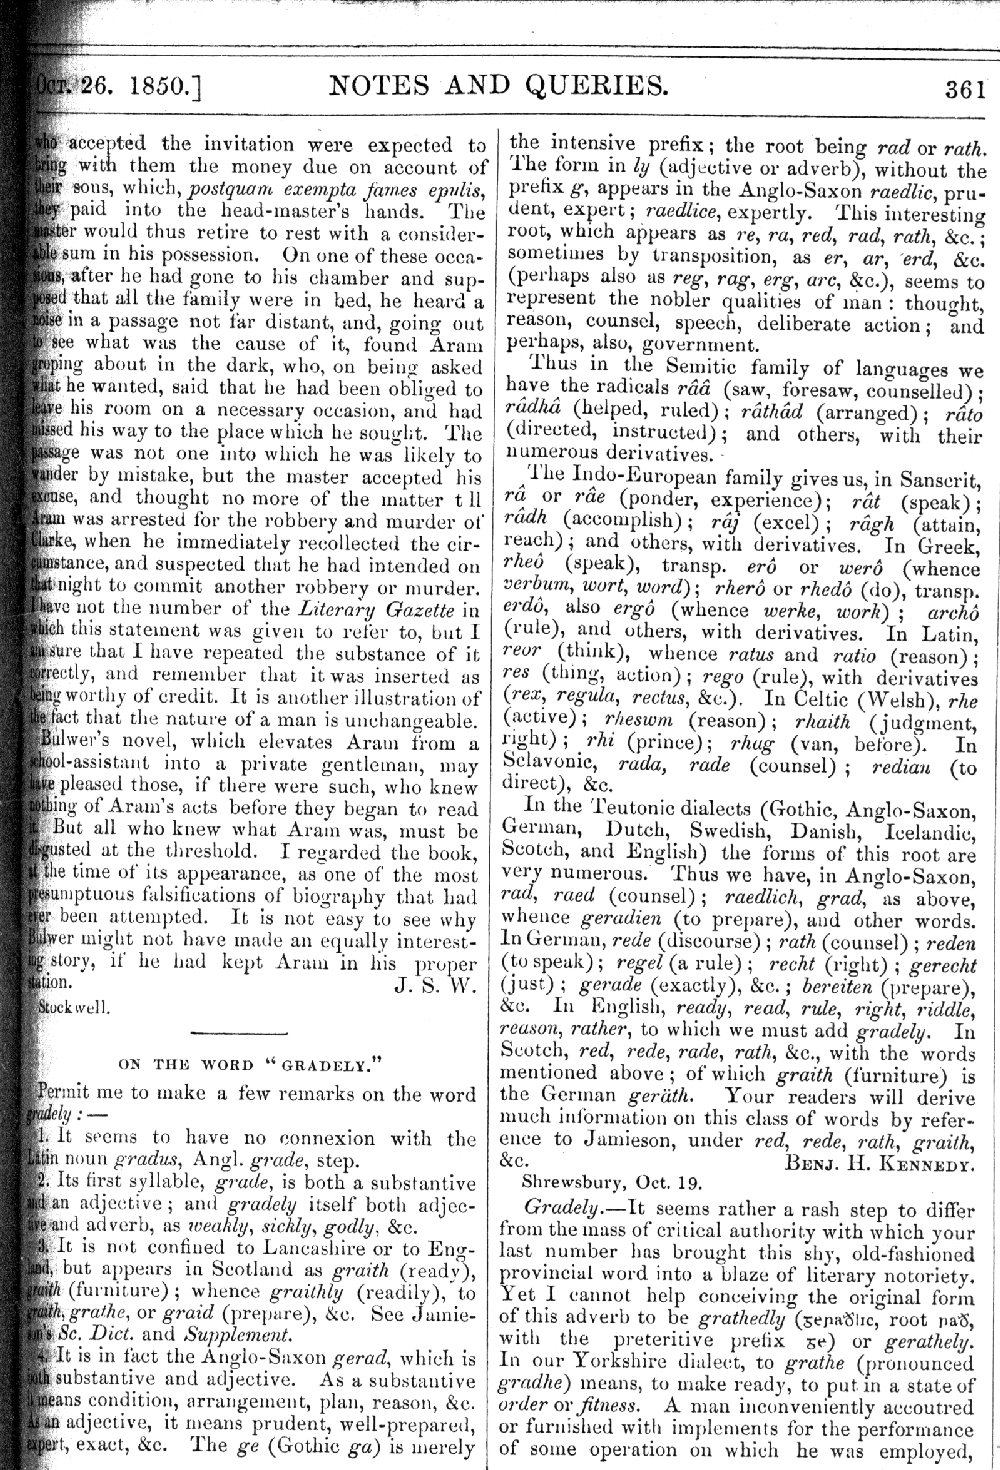 Oct. 26. 1850.]
NOTES AND QUERIES.
361
who accepted the invitation were expected to
bring with them the money due on account of
their sons, which, postquam exempta fames epulis,
they paid into the head-master's hands. The
master would thus retire to rest with a consider-
able sum in his possession. On one of these occa-
sions, after he had gone to his chamber and sup-
posed that all the family were in bed, he heard a
noise in a passage not far distant, and, going out
to see what was the cause of it, found Aram
groping about in the dark, who, on being asked
what he wanted, said that he had been obliged to
leave his room on a necessary occasion, and had
missed his way to the place which he sought. The
passage was not one into which he was likely to
wander by mistake, but the master accepted his
excuse, and thought no more of the matter t ll
Aram was arrested for the robbery and murder of
Clarke, when he immediately recollected the cir-
cumstance, and suspected that he had intended on
that night to commit another robbery or murder.
I have not the number of the Literary Gazette in
which this statement was given to refer to, but I
am sure that I have repeated the substance of it
correctly, and remember that it was inserted as
being worthy of credit. It is another illustration of
the fact that the nature of a man is unchangeable.
Bulwer's novel, which elevates Aram from a
school-assistant into a private gentleman, may
have pleased those, if there were such, who knew
nothing of Aram's acts before they began to read
it. But all who knew what Aram was, must be
disgusted at the threshold. I regarded the book,
at the time of its appearance, as one of the most
presumptuous falsifications of biography that had
ever been attempted. It is not easy to see why
Bulwer might not have made an equally interest-
ing story, if he had kept Aram in his proper
station. J. S. W.
Stockwell.
ON THE WORD "GRADELY."
Permit me to make a few remarks on the word
gradely:—
1. It seems to have no connexion with the
Latin noun gradus, Angl. grade, step.
2. Its first syllable, grade, is both a substantive
and an adjective; and gradely itself both adjec-
tive and adverb, as weakly, sickly, godly, &c.
3. It is not confined to Lancashire or to Eng-
land, but appears in Scotland as graith (ready),
graith (furniture); whence graithly (readily), to
graith, grathe, or graid (prepare), &c. See Jamie-
son's Sc. Dict. and Supplement.
4. It is in fact the Anglo-Saxon gerad, which is
both substantive and adjective. As a substantive
it means condition, arrangement, plan, reason, &c.
As an adjective, it means prudent, well-prepared,
expert, exact, &c. The ge (Gothic ga) is merely
the intensive prefix; the root being rad or rath.
The form in ly (adjective or adverb), without the
prefix g, appears in the Anglo-Saxon raedlic, pru-
dent, expert; raedlice, expertly. This interesting
root, which appears as re, ra, red, rad, rath, &c.;
sometimes by transposition, as er, ar, erd, &c.
(perhaps also as reg, rag, erg, arc, &c.), seems to
represent the nobler qualities of man: thought,
reason, counsel, speech, deliberate action; and
perhaps, also, government.
Thus in the Semitic family of languages we
have the radicals rââ (saw, foresaw, counselled);
râdhâ (helped, ruled); râthâd (arranged); râto
(directed, instructed); and others, with their
numerous derivatives.
The Indo-European family gives us, in Sanscrit,
râ or râe (ponder, experience); rât (speak);
râdh (accomplish); râj (excel); râgh (attain,
reach); and others, with derivatives. In Greek,
rheô (speak), transp. erô or werô (whence
verbum, wort, word); rherô or rhedô (do), transp.
erdô, also ergô (whence werke, work); archô
(rule), and others, with derivatives. In Latin,
reor (think), whence ratus and ratio (reason);
res (thing, action); rego (rule), with derivatives
(rex, regula, rectus, &c.). In Celtic (Welsh), rhe
(active); rheswm (reason); rhaith (judgment,
right); rhi (prince); rhag (van, before). In
Sclavonic, rada, rade (counsel); redian (to
direct), &c.
In the Teutonic dialects (Gothic, Anglo-Saxon,
German, Dutch, Swedish, Danish, Icelandic,
Scotch, and English) the forms of this root are
very numerous. Thus we have, in Anglo-Saxon,
rad, raed (counsel); raedlich, grad, as above,
whence geradien (to prepare), and other words.
In German, rede (discourse); rath (counsel); reden
(to speak); regel (a rule); recht (right); gerecht
(just); gerade (exactly), &c.; bereiten (prepare),
&c. In English, ready, read, rule, right, riddle,
reason, rather, to which we must add gradely. In
Scotch, red, rede, rade, rath, &c., with the words
mentioned above; of which graith (furniture) is
the German geräth. Your readers will derive
much information on this class of words by refer-
ence to Jamieson, under red, rede, rath, graith,
&c. Benj. H. Kennedy.
Shrewsbury, Oct. 19.
Gradely.—It seems rather a rash step to differ
from the mass of critical authority with which your
last number has brought this shy, old-fashioned
provincial word into a blaze of literary notoriety.
Yet I cannot help conceiving the original form
of this adverb to be grathedly (ᵹeꞃaðlıc, root ꞃað,
with the preteritive prefix ᵹe) or gerathely.
In our Yorkshire dialect, to grathe (pronounced
gradhe) means, to make ready, to put in a state of
order or fitness. A man inconveniently accoutred
or furnished with implements for the performance
of some operation on which he was employed,